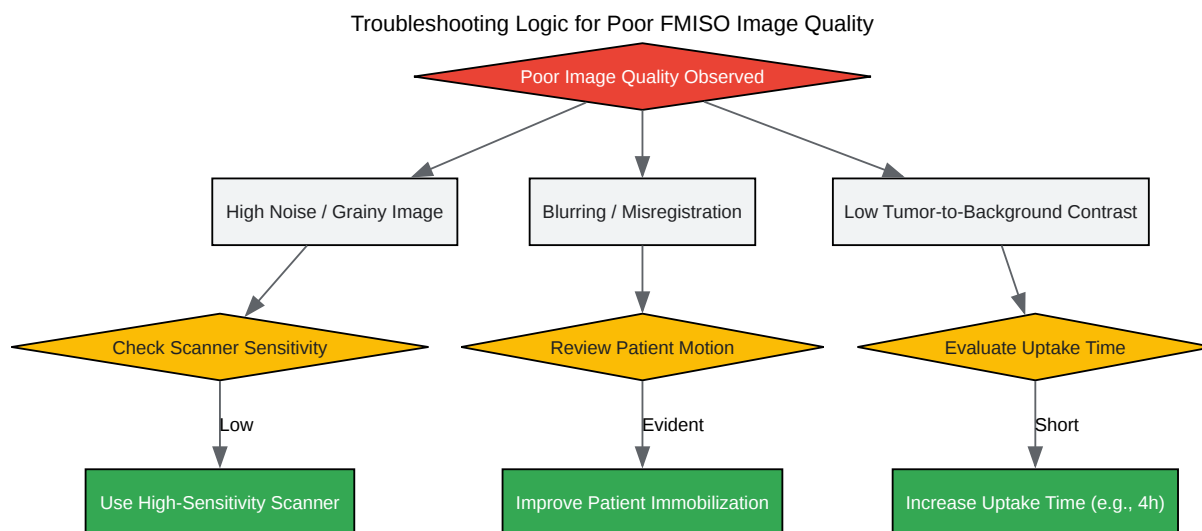 Troubleshooting Logic for Poor FMISO Image Quality
Poor Image Quality Observed
High Noise / Grainy Image
Blurring / Misregistration
Low Tumor-to-Background Contrast
Check Scanner Sensitivity
Review Patient Motion
Evaluate Uptake Time
Low
Evident
Short
Use High-Sensitivity Scanner
Improve Patient Immobilization
Increase Uptake Time (e.g., 4h)